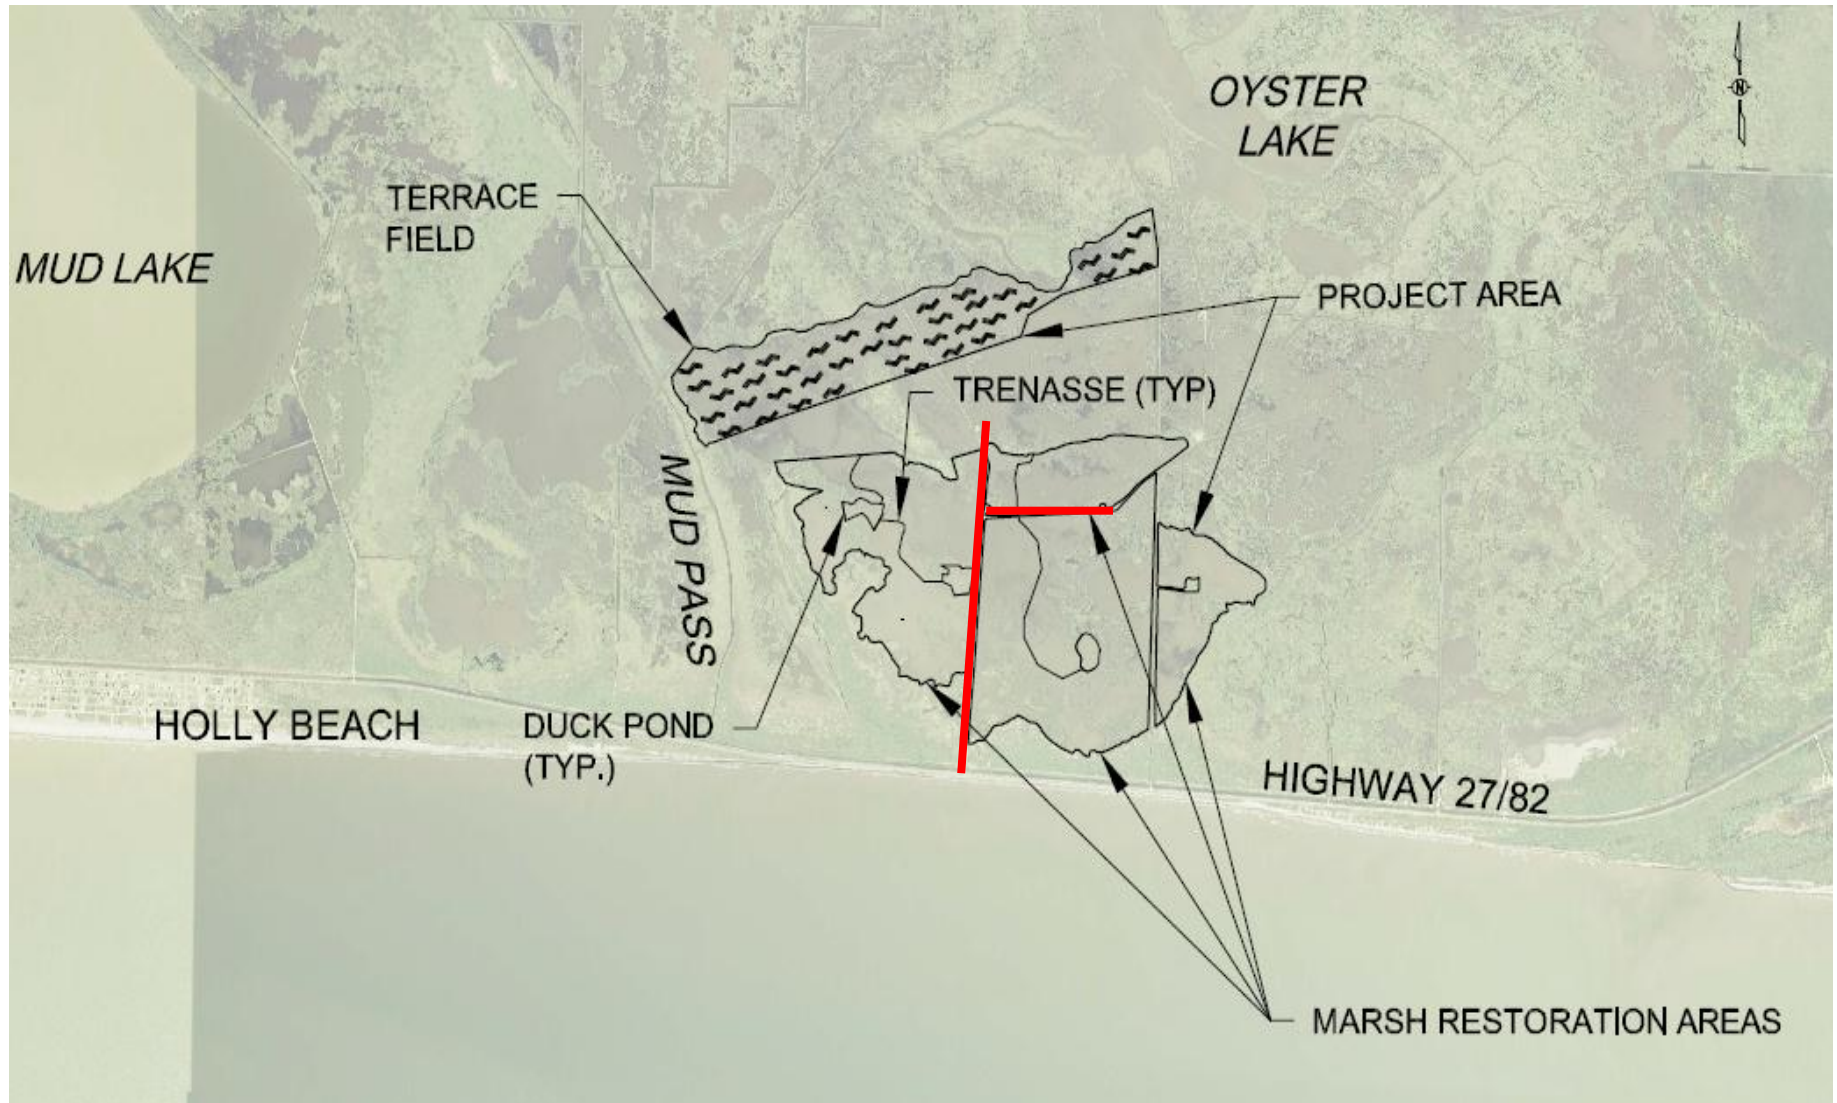 OYSTER
LAKE
N
TERRACE
FIELD
MUD LAKE
PROJECT AREA
TRENASSE (TYP)
MUD PASS
HOLLY BEACH
DUCK POND
(TYP.)
HIGHWAY 27/82
MARSH RESTORATION AREAS